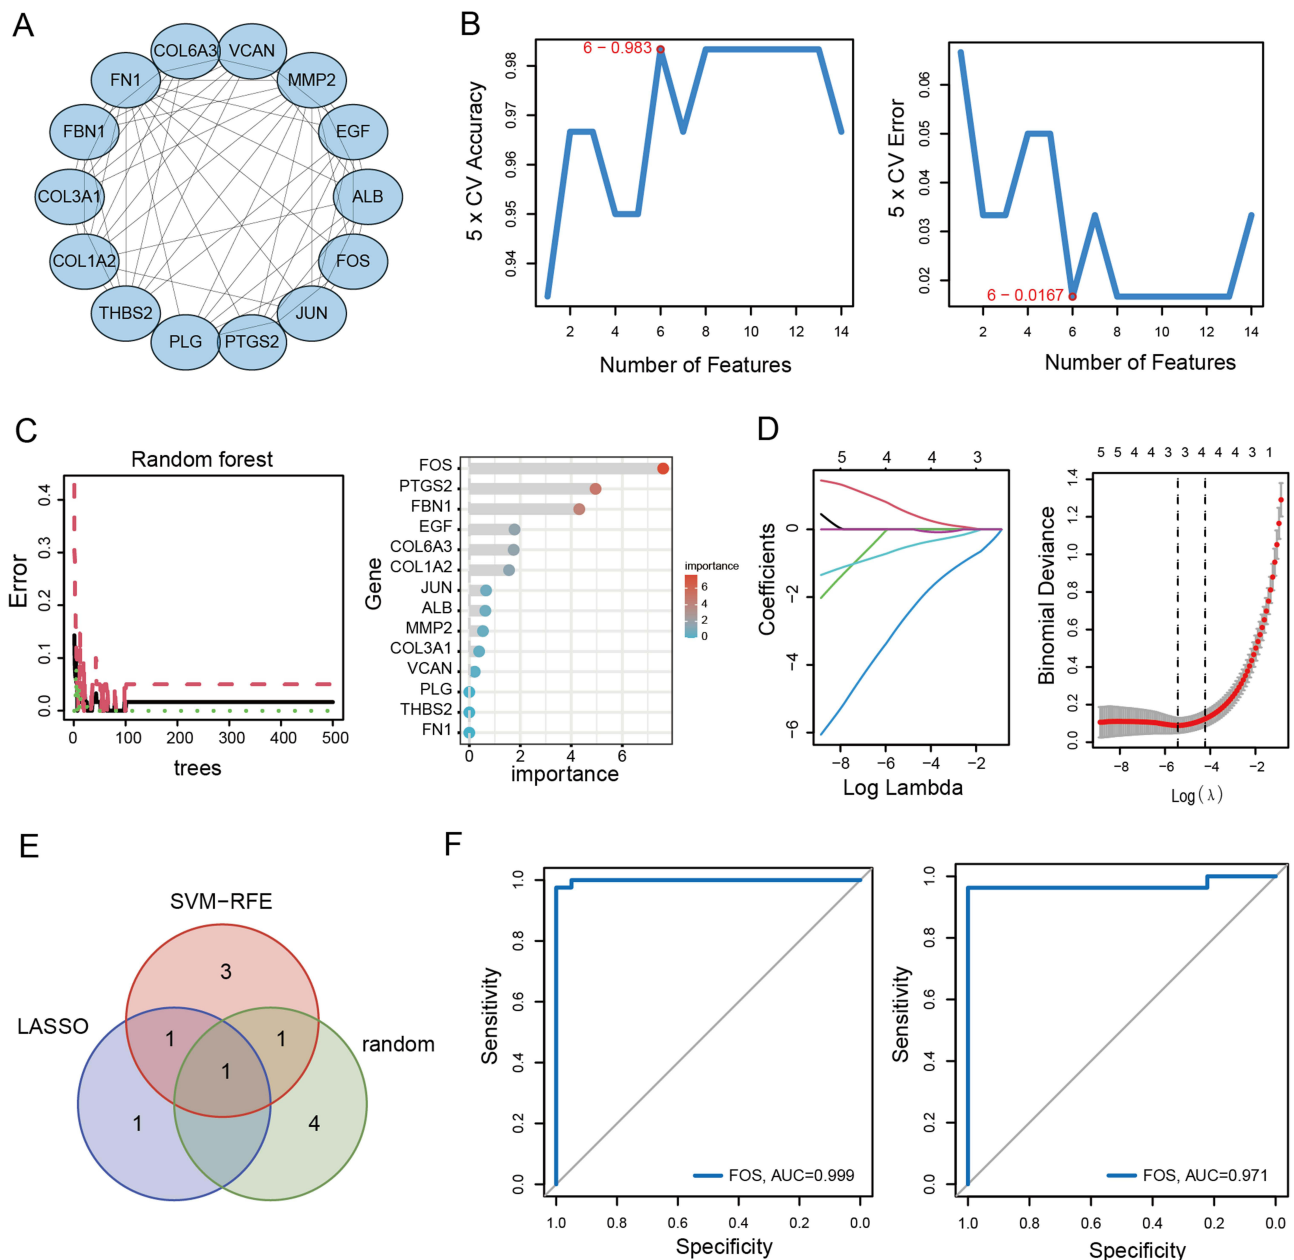 A
COL6A3
VCAN
FN1
MMP2
FBN1
EGF
COL3A1
ALB
COL1A2
FOS
THBS2
JUN
PLG
PTGS2
B
6 − 0.983
5 x CV Accuracy
0.94
0.95
0.96
0.97
0.98
2
4
6
8
10
12
14
Number of Features
6 − 0.0167
5 x CV Error
0.02
0.03
0.04
0.05
0.06
2
4
6
8
10
12
14
Number of Features
C
Random forest
Error
0.0
0.1
0.2
0.3
0.4
0
100
200
300
400
500
trees
Gene
FOS
PTGS2
FBN1
EGF
COL6A3
COL1A2
JUN
ALB
MMP2
COL3A1
VCAN
PLG
THBS2
FN1
0
2
4
6
importance
importance
6
4
2
0
D
5
4
4
3
Coefficients
0
−2
−4
−6
−8
−6
−4
−2
Log Lambda
5 5 4 4 3 3 4 4 4 3 1
Binomial Deviance
0.0
0.2
0.4
0.6
0.8
1.0
1.2
1.4
−8
−6
−4
−2
Log(λ)
E
SVM−RFE
LASSO
random
3
1
1
1
1
4
F
Sensitivity
0.0
0.2
0.4
0.6
0.8
1.0
FOS, AUC=0.999
1.0
0.8
0.6
0.4
0.2
0.0
Specificity
Sensitivity
0.0
0.2
0.4
0.6
0.8
1.0
FOS, AUC=0.971
1.0
0.8
0.6
0.4
0.2
0.0
Specificity